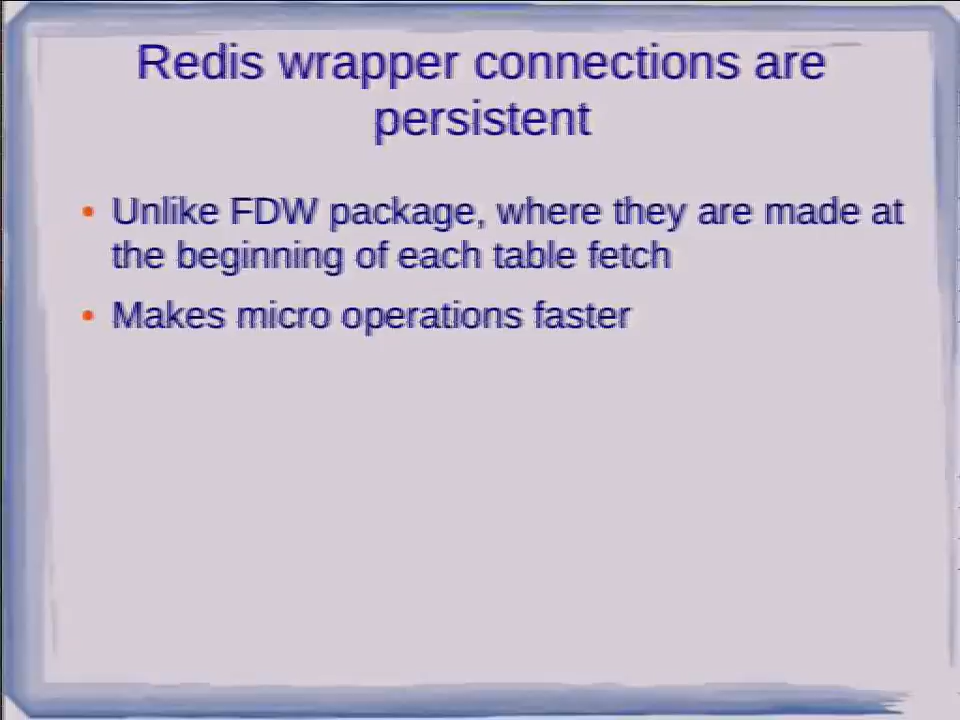 Redis wrapper connections are
persistent
• Unlike FDW package, where they are made at
the beginning of each table fetch
• Makes micro operations faster